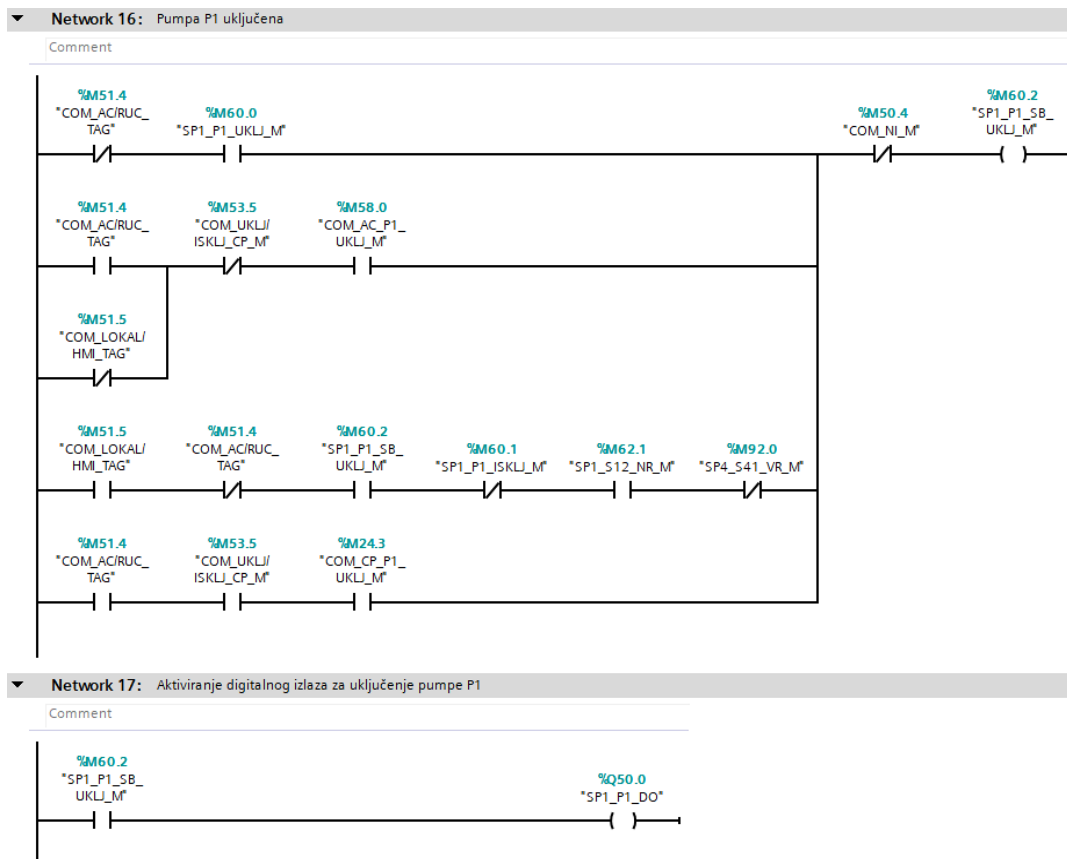 Network 16: Pumpa P1 uključena
Comment
%M51.4
"COM_AC/RUC_
TAG"
%M60.0
"SP1_P1_UKLJ_M"
%M50.4
"COM_NI_M"
%M60.2
"SP1_P1_SB_
UKLJ_M"
%M51.4
"COM_AC/RUC_
TAG"
%M53.5
"COM_UKLJ/
ISKLJ_CP_M"
%M58.0
"COM_AC_P1_
UKLJ_M"
%M51.5
"COM_LOKAL/
HMI_TAG"
%M51.5
"COM_LOKAL/
HMI_TAG"
%M51.4
"COM_AC/RUC_
TAG"
%M60.2
"SP1_P1_SB_
UKLJ_M"
%M60.1
"SP1_P1_ISKLJ_M"
%M62.1
"SP1_S12_NR_M"
%M92.0
"SP4_S41_VR_M"
%M51.4
"COM_AC/RUC_
TAG"
%M53.5
"COM_UKLJ/
ISKLJ_CP_M"
%M24.3
"COM_CP_P1_
UKLJ_M"
Network 17: Aktiviranje digitalnog izlaza za uključenje pumpe P1
Comment
%M60.2
"SP1_P1_SB_
UKLJ_M"
%Q50.0
"SP1_P1_DO"